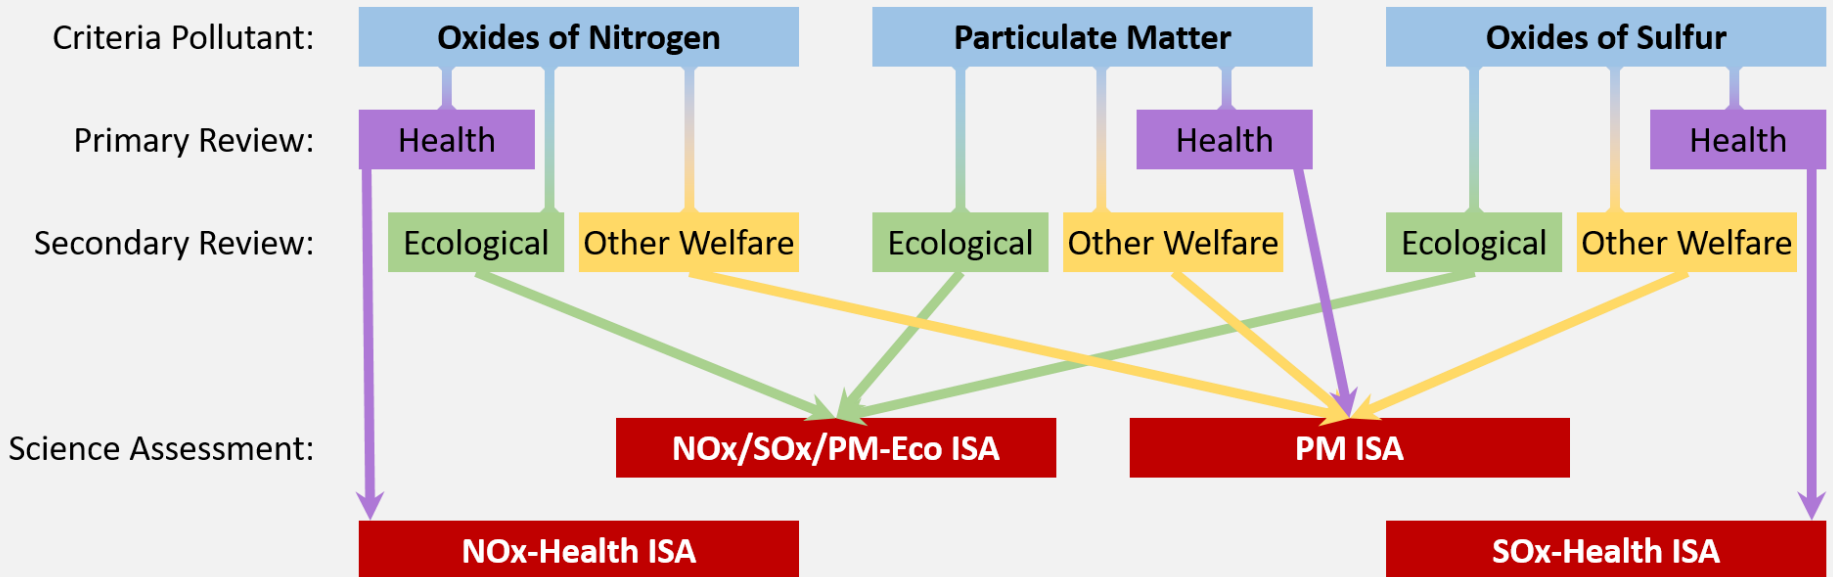 Criteria Pollutant: Oxides of Nitrogen Particulate Matter Oxides of Sulfur
Primary Review: Health Health Health
Secondary Review: Ecological Other Welfare Ecological Other Welfare Ecological Other Welfare
Science Assessment: NOx/SOx/PM-Eco ISA PM ISA
NOx-Health ISA SOx-Health ISA